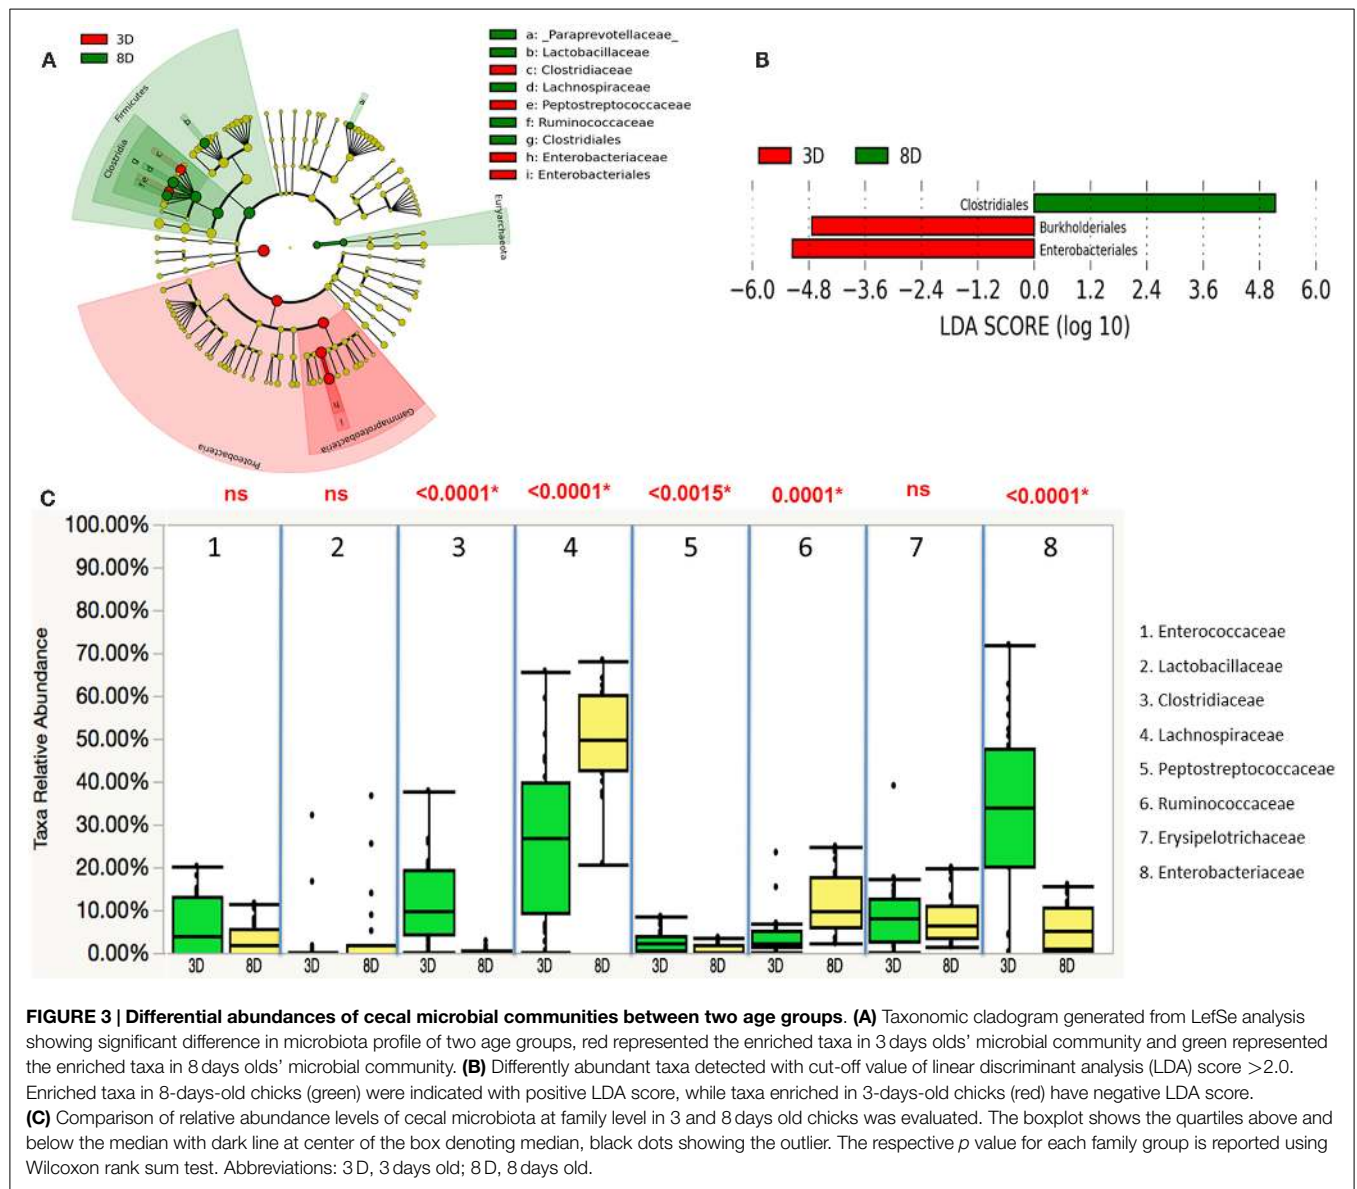 A
3D
8D
Firmicutes
Clostridia
g
d
c
f
e
b
a
Euryarchaeota
Proteobacteria
Gammaproteobacteria
h
i
a: _Paraprevotellaceae_
b: Lactobacillaceae
c: Clostridiaceae
d: Lachnospiraceae
e: Peptostreptococcaceae
f: Ruminococcaceae
g: Clostridiales
h: Enterobacteriaceae
i: Enterobacteriales
B
3D 8D
Clostridiales
Burkholderiales
Enterobacteriales
−6.0 −4.8 −3.6 −2.4 −1.2 0.0 1.2 2.4 3.6 4.8 6.0
LDA SCORE (log 10)
C
ns ns <0.0001* <0.0001* <0.0015* 0.0001* ns <0.0001*
1 2 3 4 5 6 7 8
Taxa Relative Abundance
100.00%
90.00%
80.00%
70.00%
60.00%
50.00%
40.00%
30.00%
20.00%
10.00%
0.00%
3D 8D 3D 8D 3D 8D 3D 8D 3D 8D 3D 8D 3D 8D 3D 8D
1. Enterococcaceae
2. Lactobacillaceae
3. Clostridiaceae
4. Lachnospiraceae
5. Peptostreptococcaceae
6. Ruminococcaceae
7. Erysipelotrichaceae
8. Enterobacteriaceae
FIGURE 3 | Differential abundances of cecal microbial communities between two age groups. (A) Taxonomic cladogram generated from LefSe analysis
showing significant difference in microbiota profile of two age groups, red represented the enriched taxa in 3 days olds' microbial community and green represented
the enriched taxa in 8 days olds' microbial community. (B) Differently abundant taxa detected with cut-off value of linear discriminant analysis (LDA) score >2.0.
Enriched taxa in 8-days-old chicks (green) were indicated with positive LDA score, while taxa enriched in 3-days-old chicks (red) have negative LDA score.
(C) Comparison of relative abundance levels of cecal microbiota at family level in 3 and 8 days old chicks was evaluated. The boxplot shows the quartiles above and
below the median with dark line at center of the box denoting median, black dots showing the outlier. The respective p value for each family group is reported using
Wilcoxon rank sum test. Abbreviations: 3 D, 3 days old; 8 D, 8 days old.